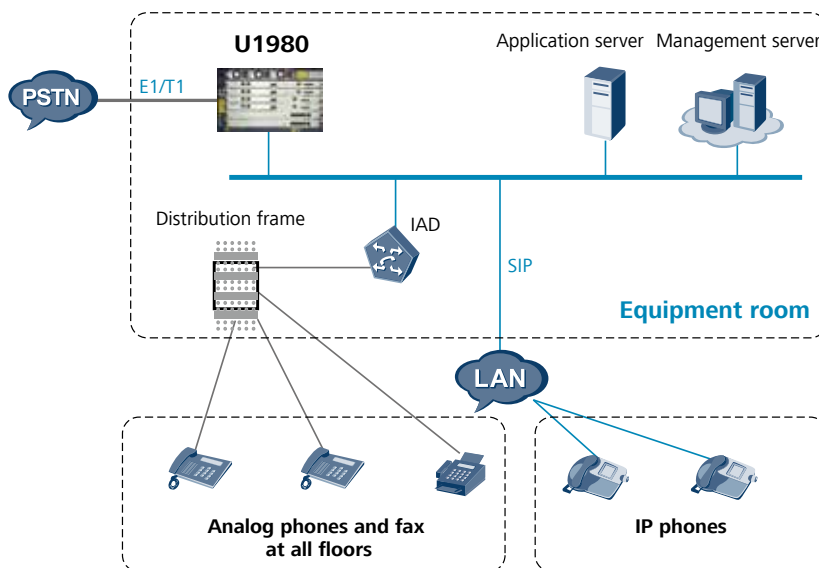 U1980
Application server
Management server
PSTN
E1/T1
Distribution frame
IAD
SIP
Equipment room
LAN
Analog phones and fax
at all floors
IP phones